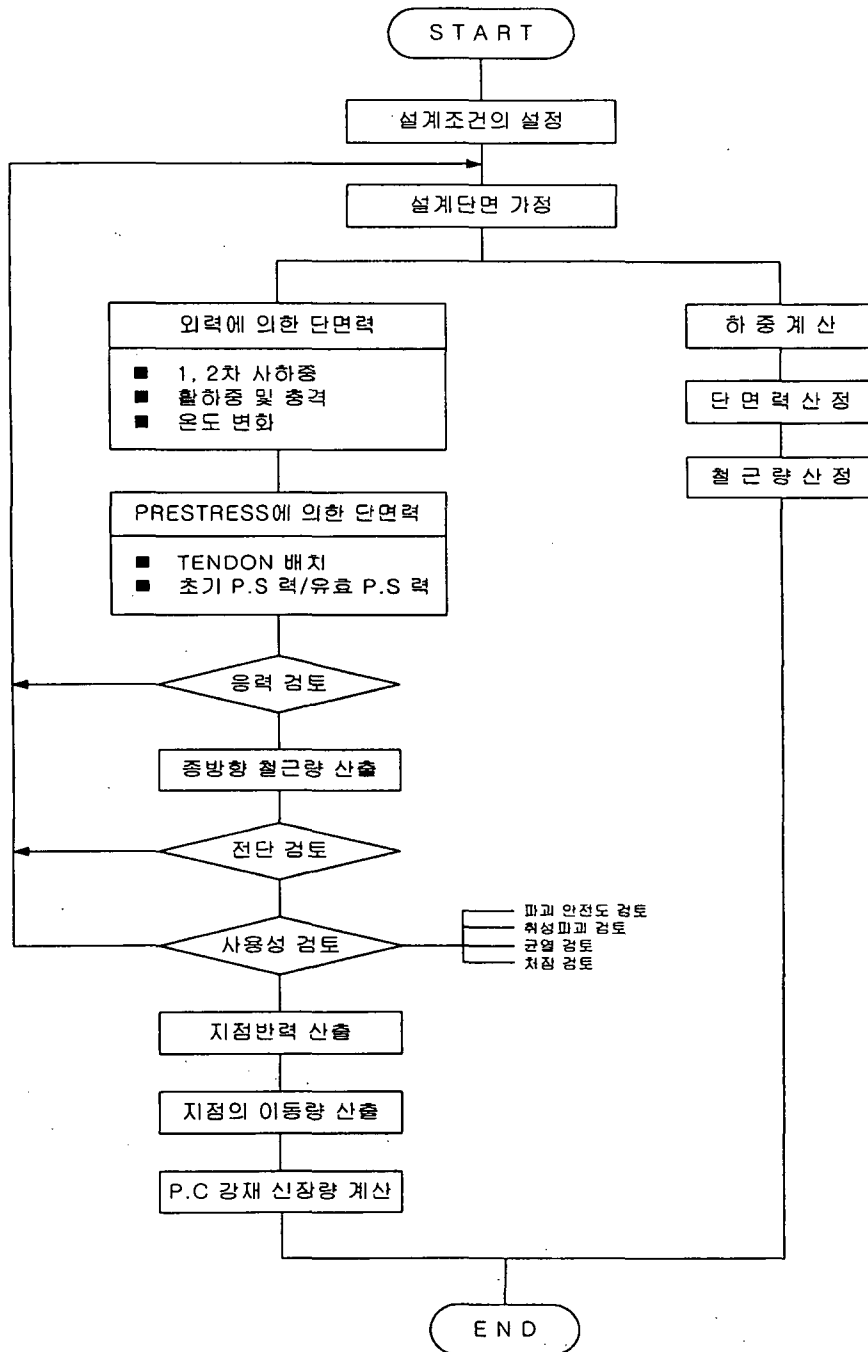 START
설계조건의 설정
설계단면 가정
외력에 의한 단면력
■ 1, 2차 사하중
■ 활하중 및 충격
■ 온도 변화
PRESTRESS에 의한 단면력
■ TENDON 배치
■ 초기 P.S 력/유효 P.S 력
응력 검토
종방향 철근량 산출
전단 검토
사용성 검토
파괴 안전도 검토
취성파괴 검토
균열 검토
처짐 검토
지점반력 산출
지점의 이동량 산출
P.C 강재 신장량 계산
하 중 계 산
단 면 력 산 정
철 근 량 산 정
END